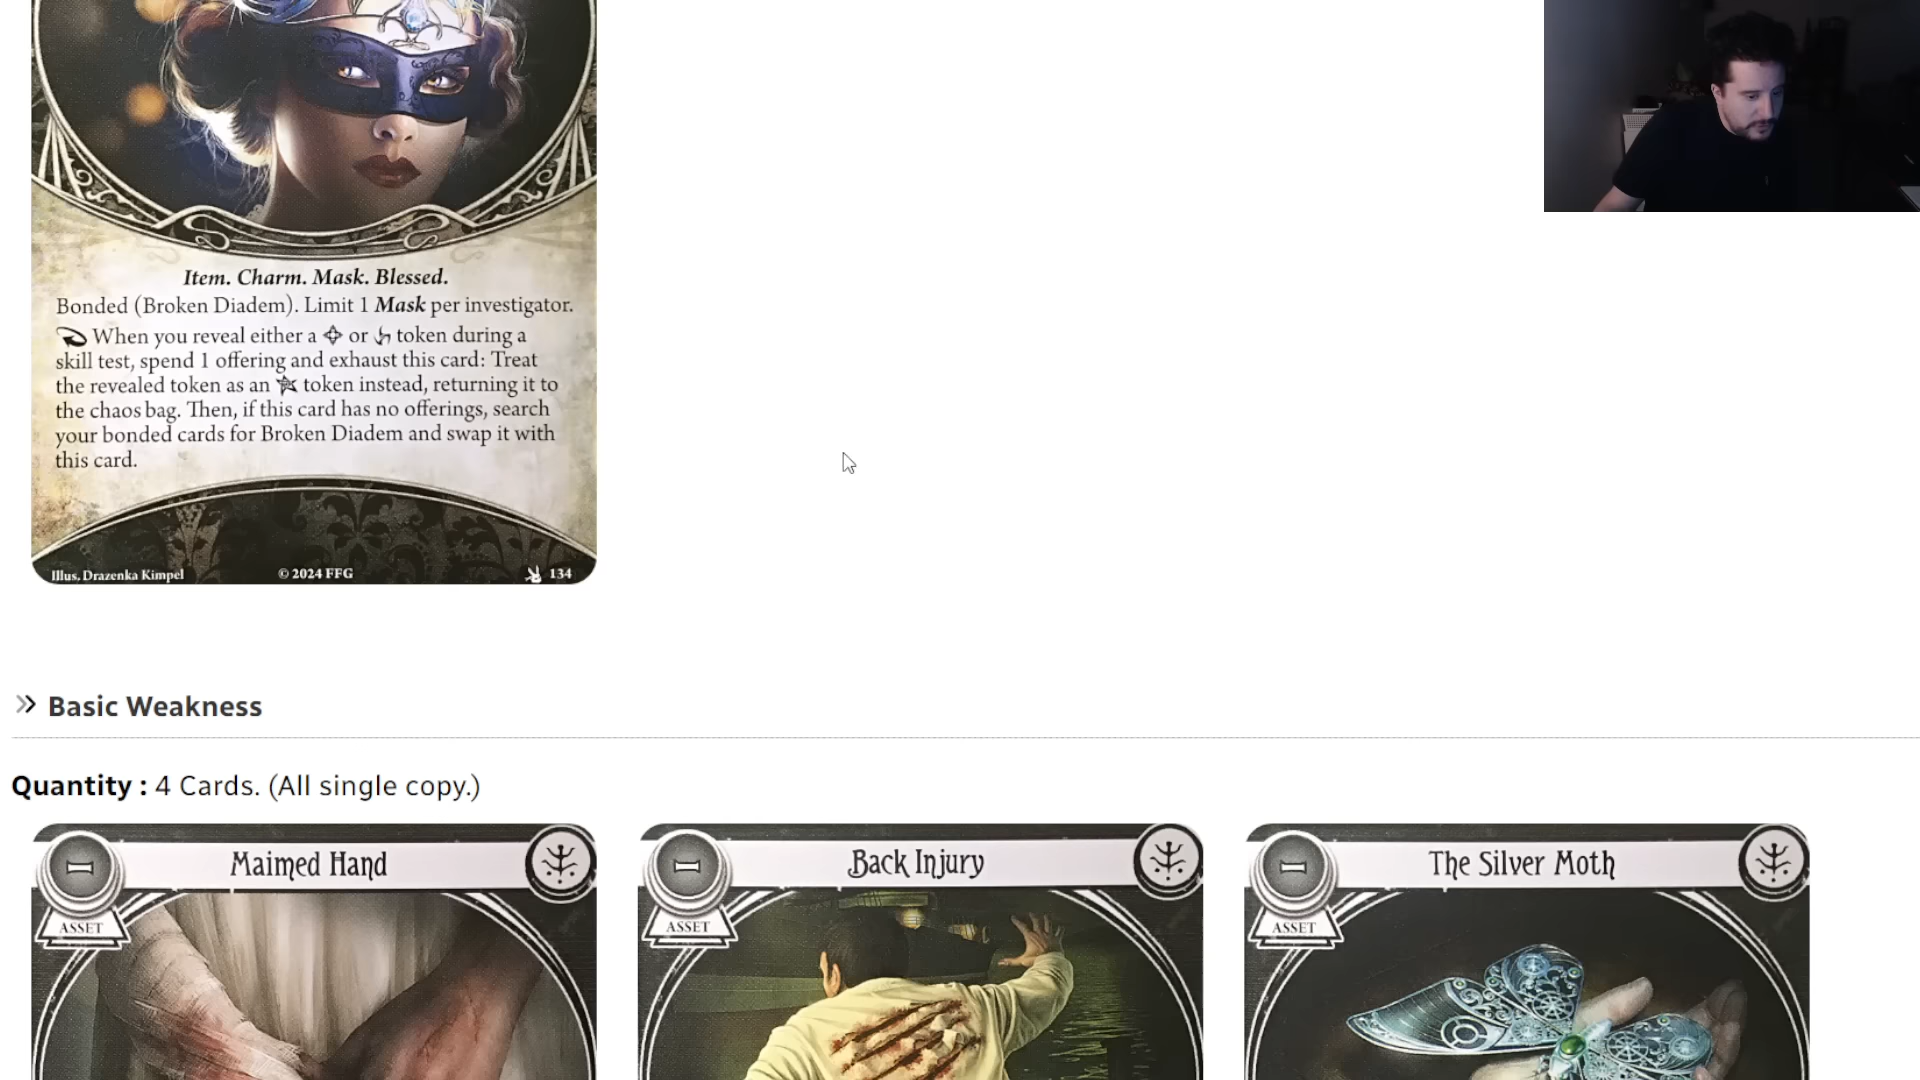 Item. Charm. Mask. Blessed.
Bonded (Broken Diadem). Limit 1 Mask per investigator.
When you reveal either a or token during a
skill test, spend 1 offering and exhaust this card: Treat
the revealed token as an token instead, returning it to
the chaos bag. Then, if this card has no offerings, search
your bonded cards for Broken Diadem and swap it with
this card.
Illus. Drazenka Kimpel © 2024 FFG 134
» Basic Weakness
Quantity : 4 Cards. (All single copy.)
Maimed Hand
ASSET
Back Injury
ASSET
The Silver Moth
ASSET